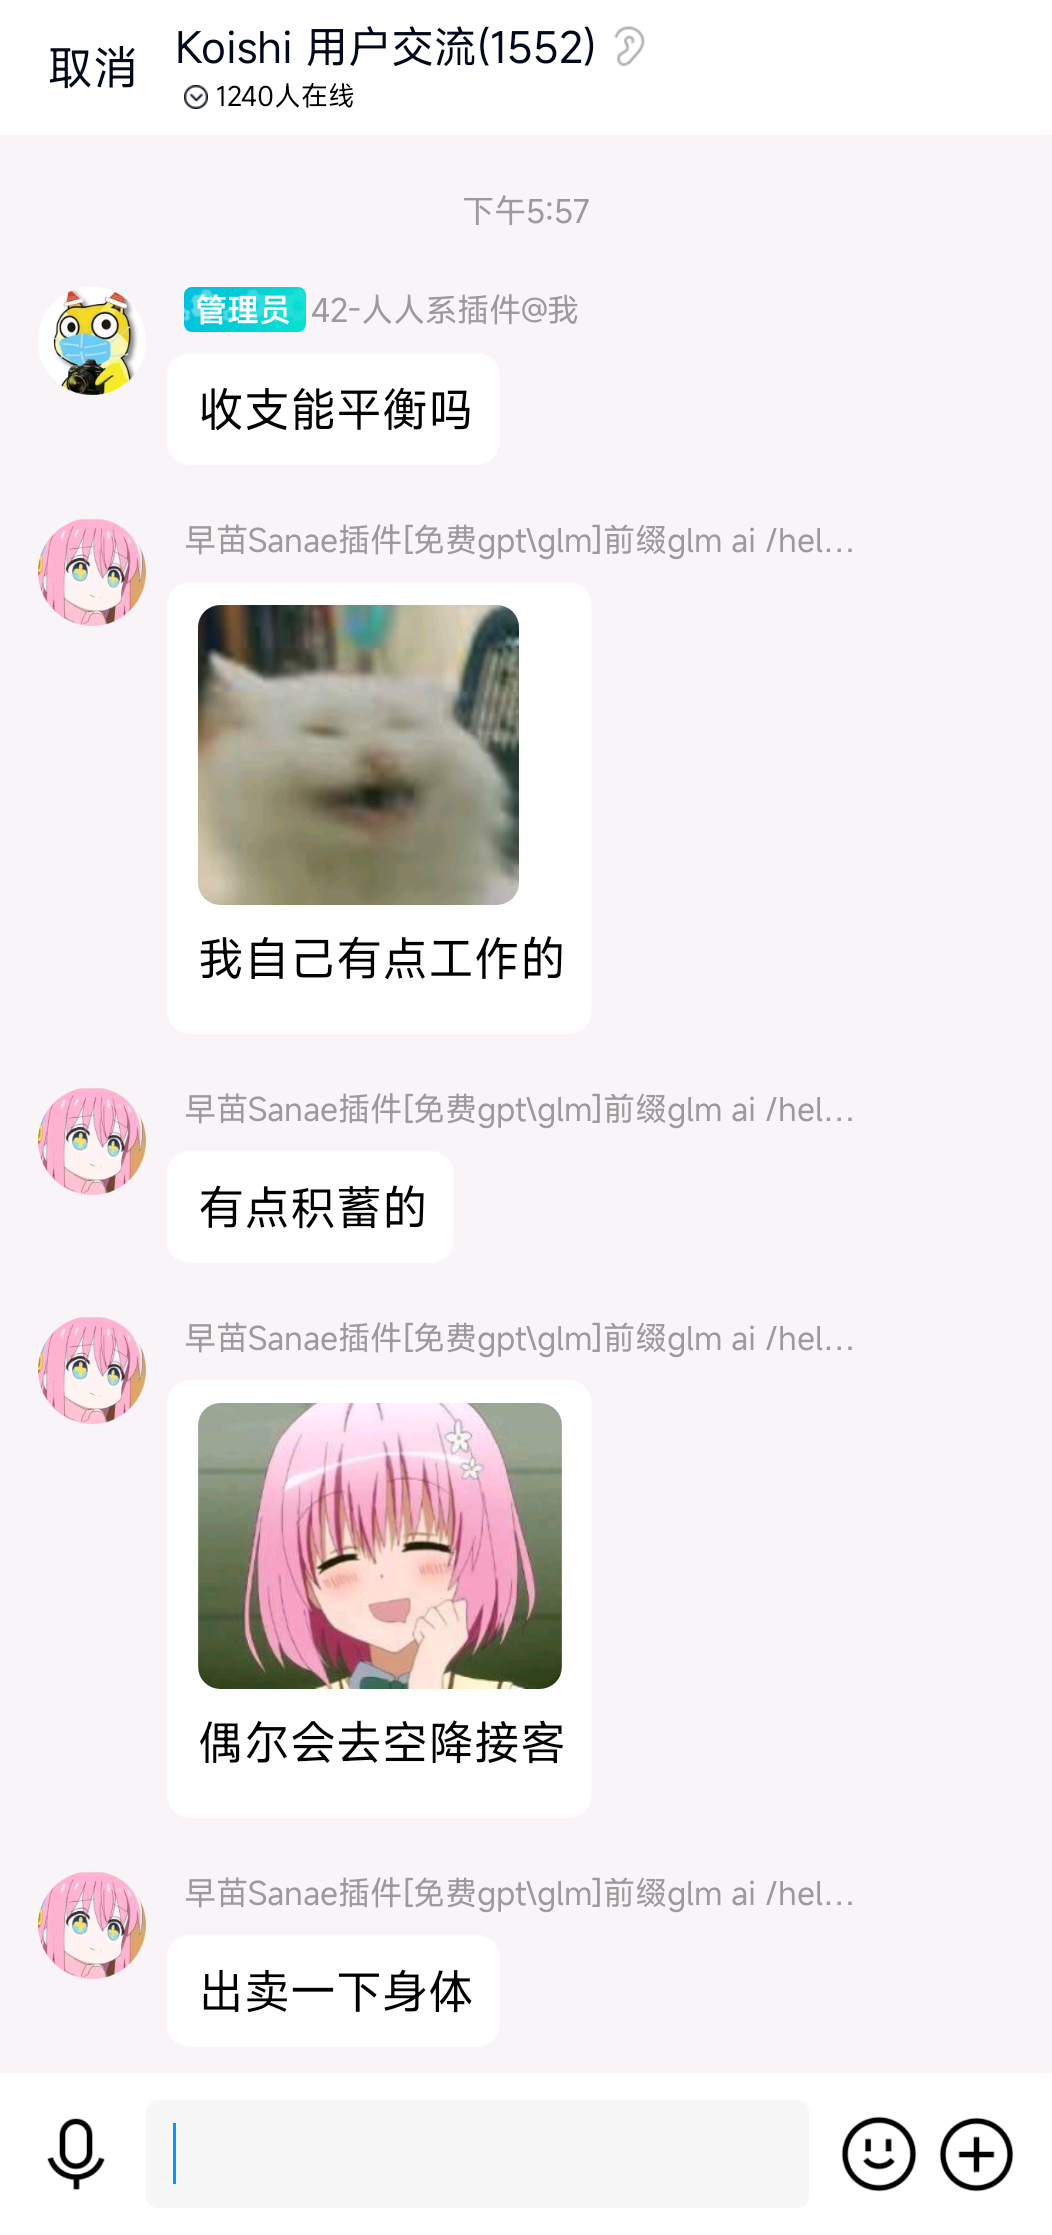 取消
Koishi 用户交流(1552)
1240人在线
下午5:57
管理员 42-人人系插件@我
收支能平衡吗
早苗Sanae插件[免费gpt\glm]前缀glm ai /hel...
我自己有点工作的
早苗Sanae插件[免费gpt\glm]前缀glm ai /hel...
有点积蓄的
早苗Sanae插件[免费gpt\glm]前缀glm ai /hel...
偶尔会去空降接客
早苗Sanae插件[免费gpt\glm]前缀glm ai /hel...
出卖一下身体